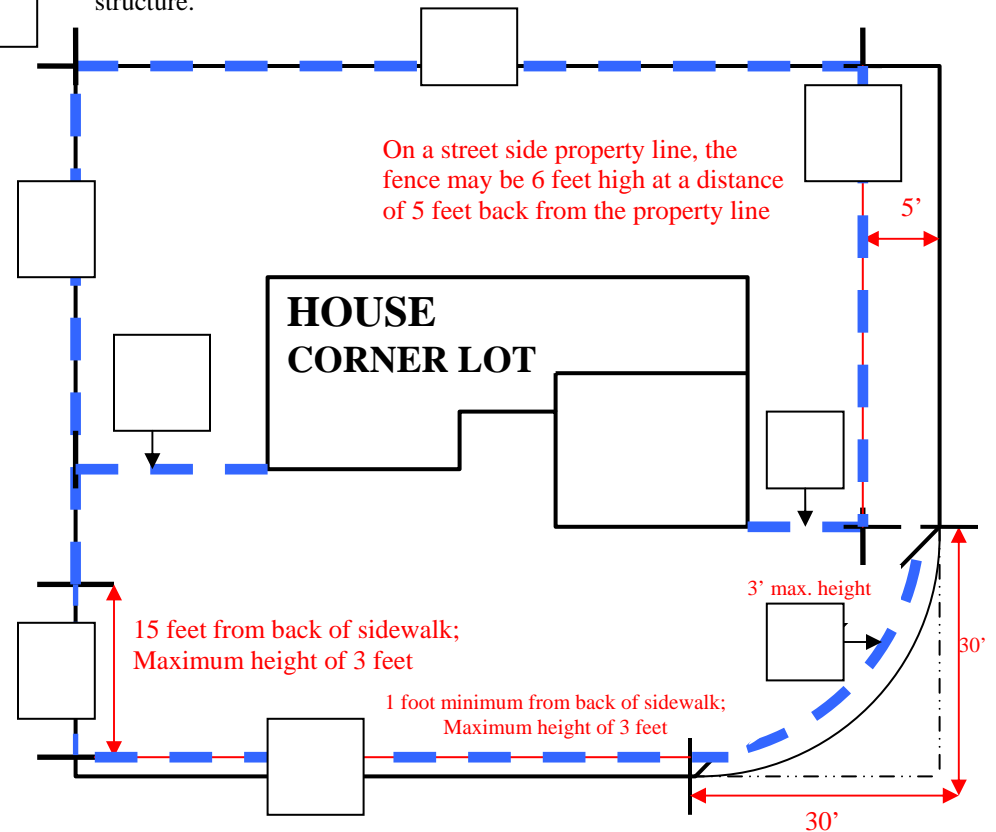 structure.
On a street side property line, the
fence may be 6 feet high at a distance
of 5 feet back from the property line
5’
HOUSE
CORNER LOT
3’ max. height
15 feet from back of sidewalk;
Maximum height of 3 feet
30’
1 foot minimum from back of sidewalk;
Maximum height of 3 feet
30’